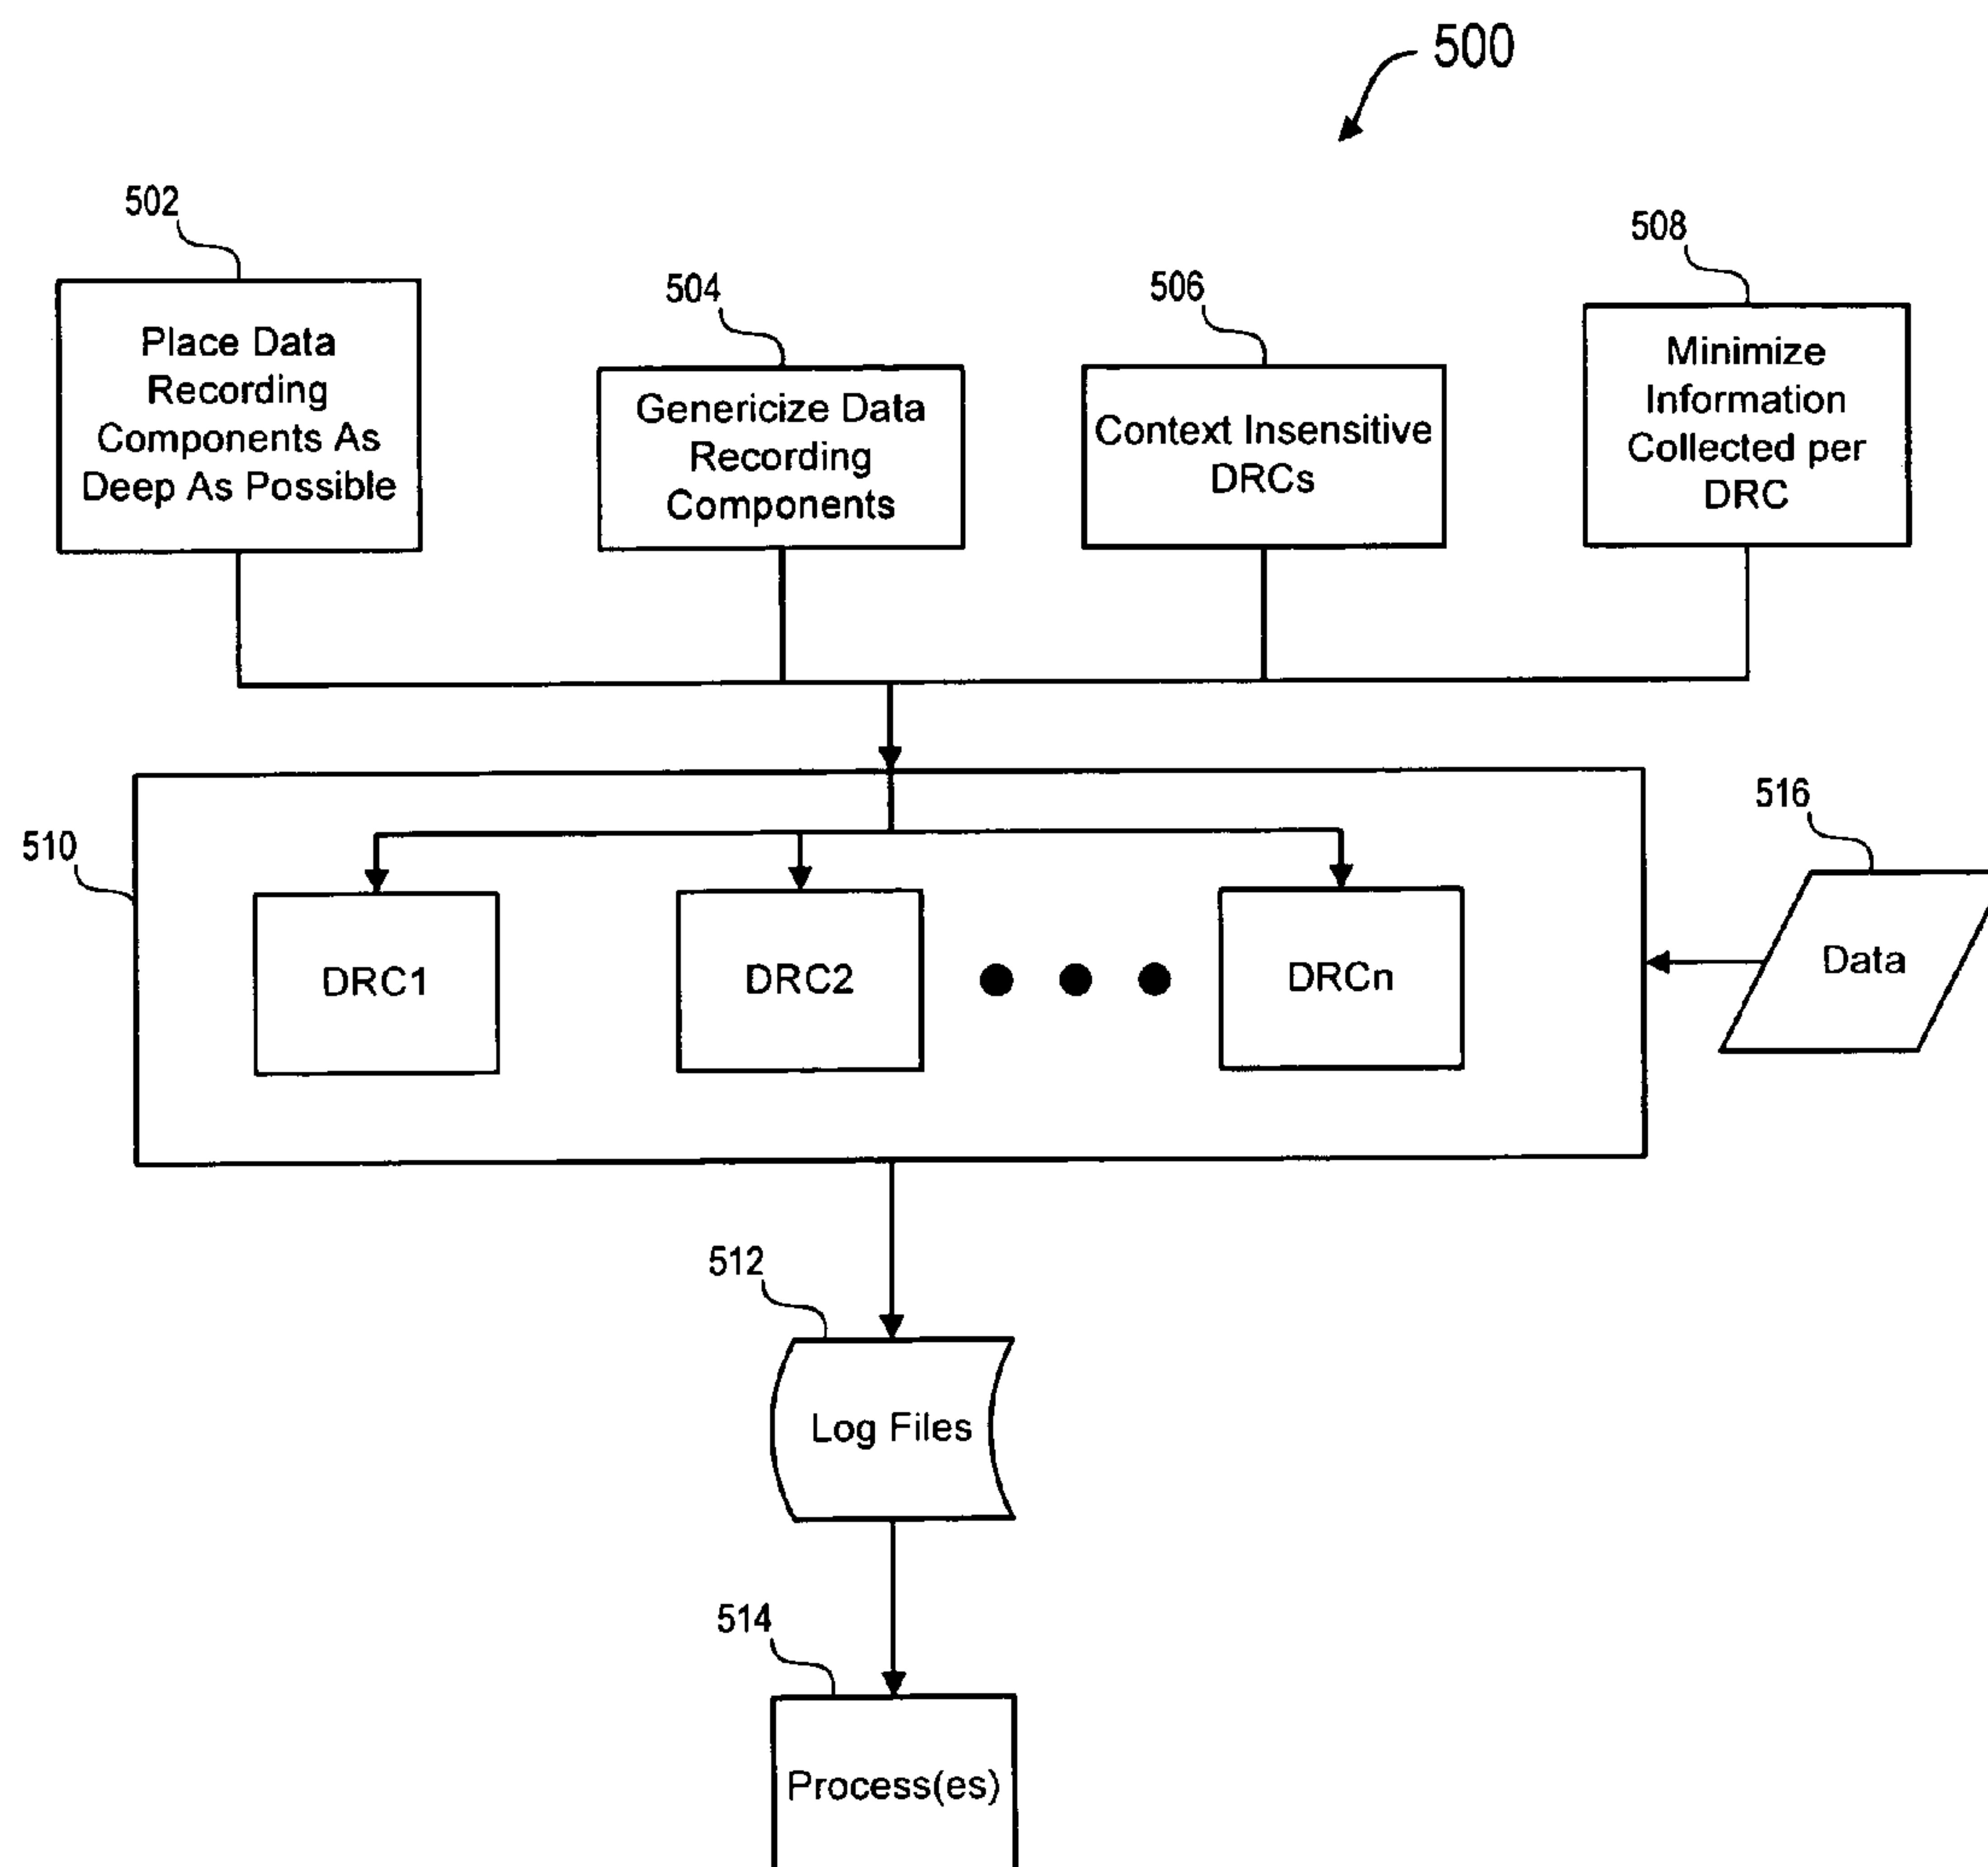 500
502
Place Data
Recording
Components As
Deep As Possible
504
Genericize Data
Recording
Components
506
Context Insensitive
DRCs
508
Minimize
Information
Collected per
DRC
510
DRC1
DRC2
DRCn
516
Data
512
Log Files
514
Process(es)